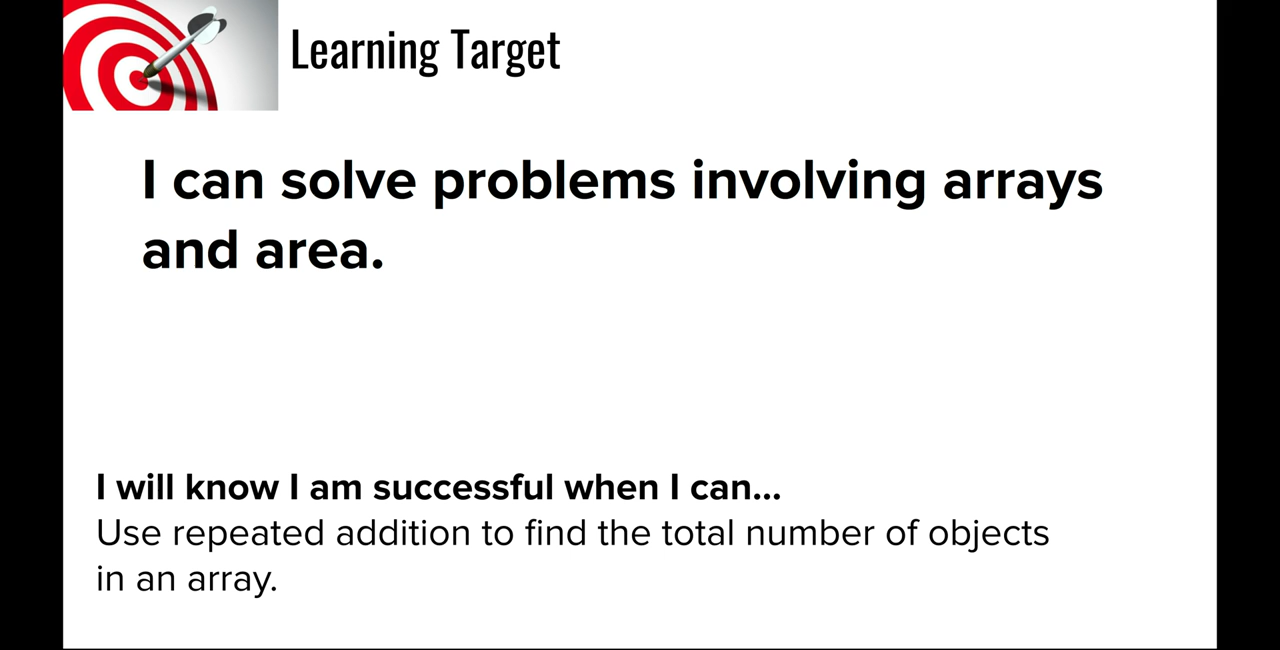 Learning Target
I can solve problems involving arrays
and area.
I will know I am successful when I can...
Use repeated addition to find the total number of objects
in an array.